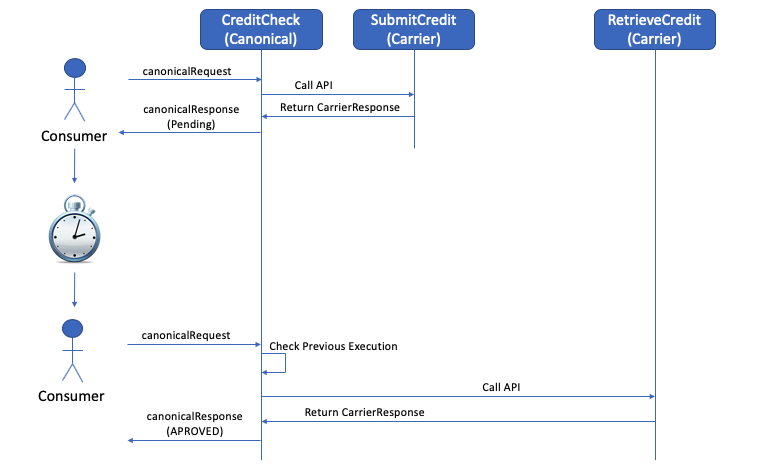 CreditCheck
(Canonical)
SubmitCredit
(Carrier)
RetrieveCredit
(Carrier)
canonicalRequest
Call API
Return CarrierResponse
canonicalResponse
(Pending)
Consumer
canonicalRequest
Check Previous Execution
Call API
Consumer
Return CarrierResponse
canonicalResponse
(APROVED)